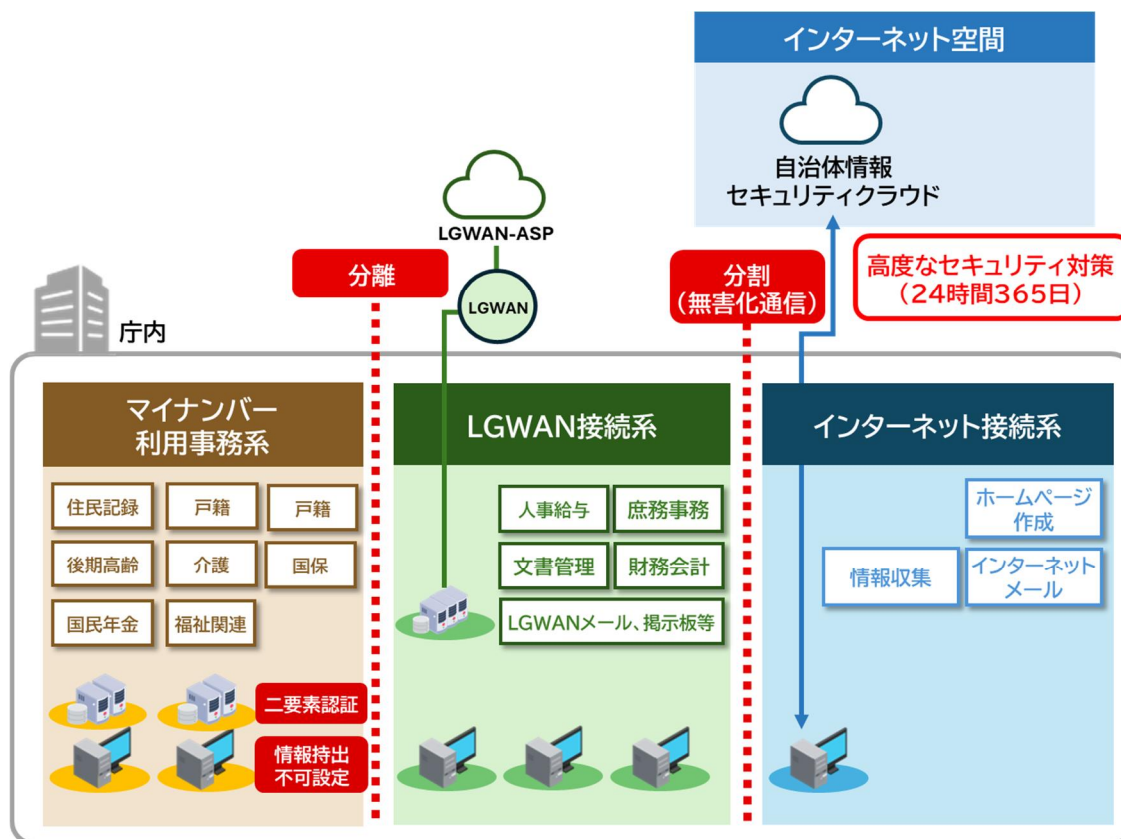 インターネット空間
自治体情報
セキュリティクラウド
LGWAN-ASP
分離
LGWAN
分割
（無害化通信）
高度なセキュリティ対策
（24時間365日）
庁内
マイナンバー
利用事務系
住民記録
戸籍
戸籍
後期高齢
介護
国保
国民年金
福祉関連
二要素認証
情報持出
不可設定
LGWAN接続系
人事給与
庶務事務
文書管理
財務会計
LGWANメール、掲示板等
インターネット接続系
ホームページ
作成
情報収集
インターネット
メール